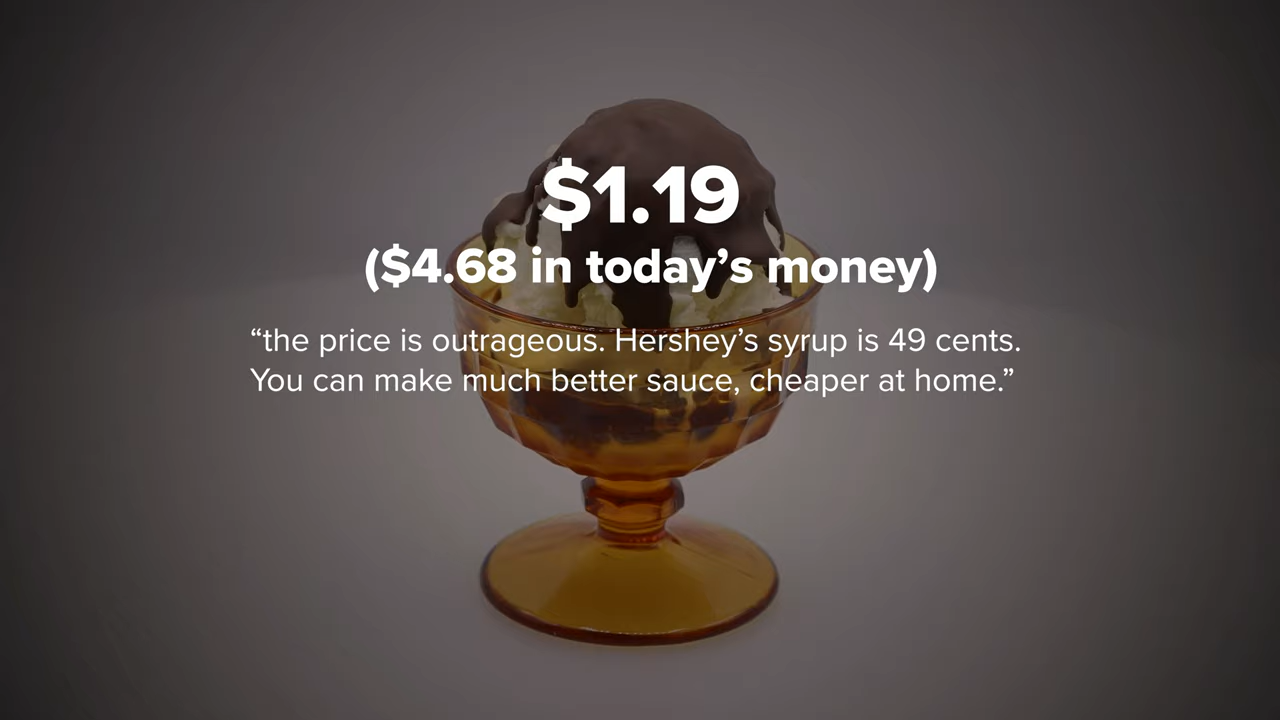 $1.19
($4.68 in today’s money)
“the price is outrageous. Hershey’s syrup is 49 cents.
You can make much better sauce, cheaper at home.”